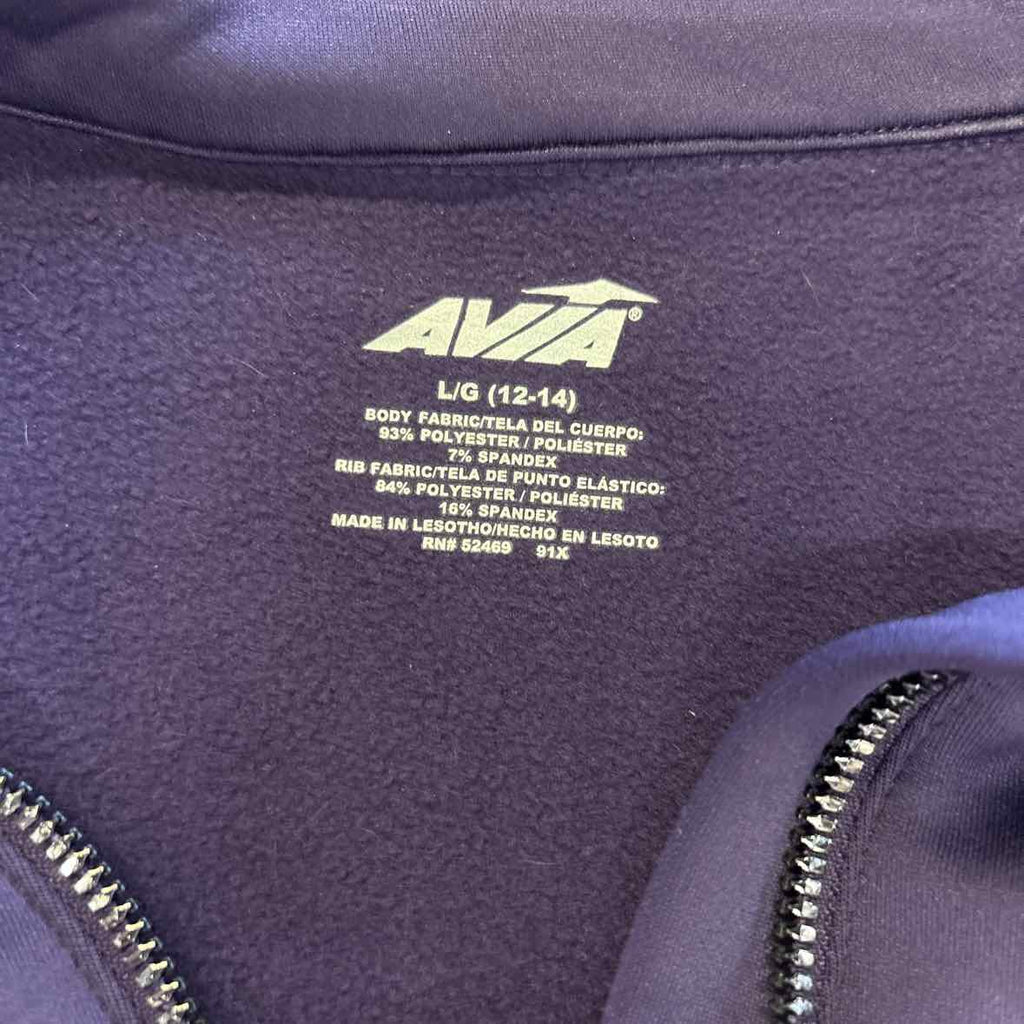 AVIA®
L/G (12-14)
BODY FABRIC/TELA DEL CUERPO:
93% POLYESTER / POLIÉSTER
7% SPANDEX
RIB FABRIC/TELA DE PUNTO ELÁSTICO:
84% POLYESTER / POLIÉSTER
16% SPANDEX
MADE IN LESOTHO/HECHO EN LESOTO
RN# 52469 91X